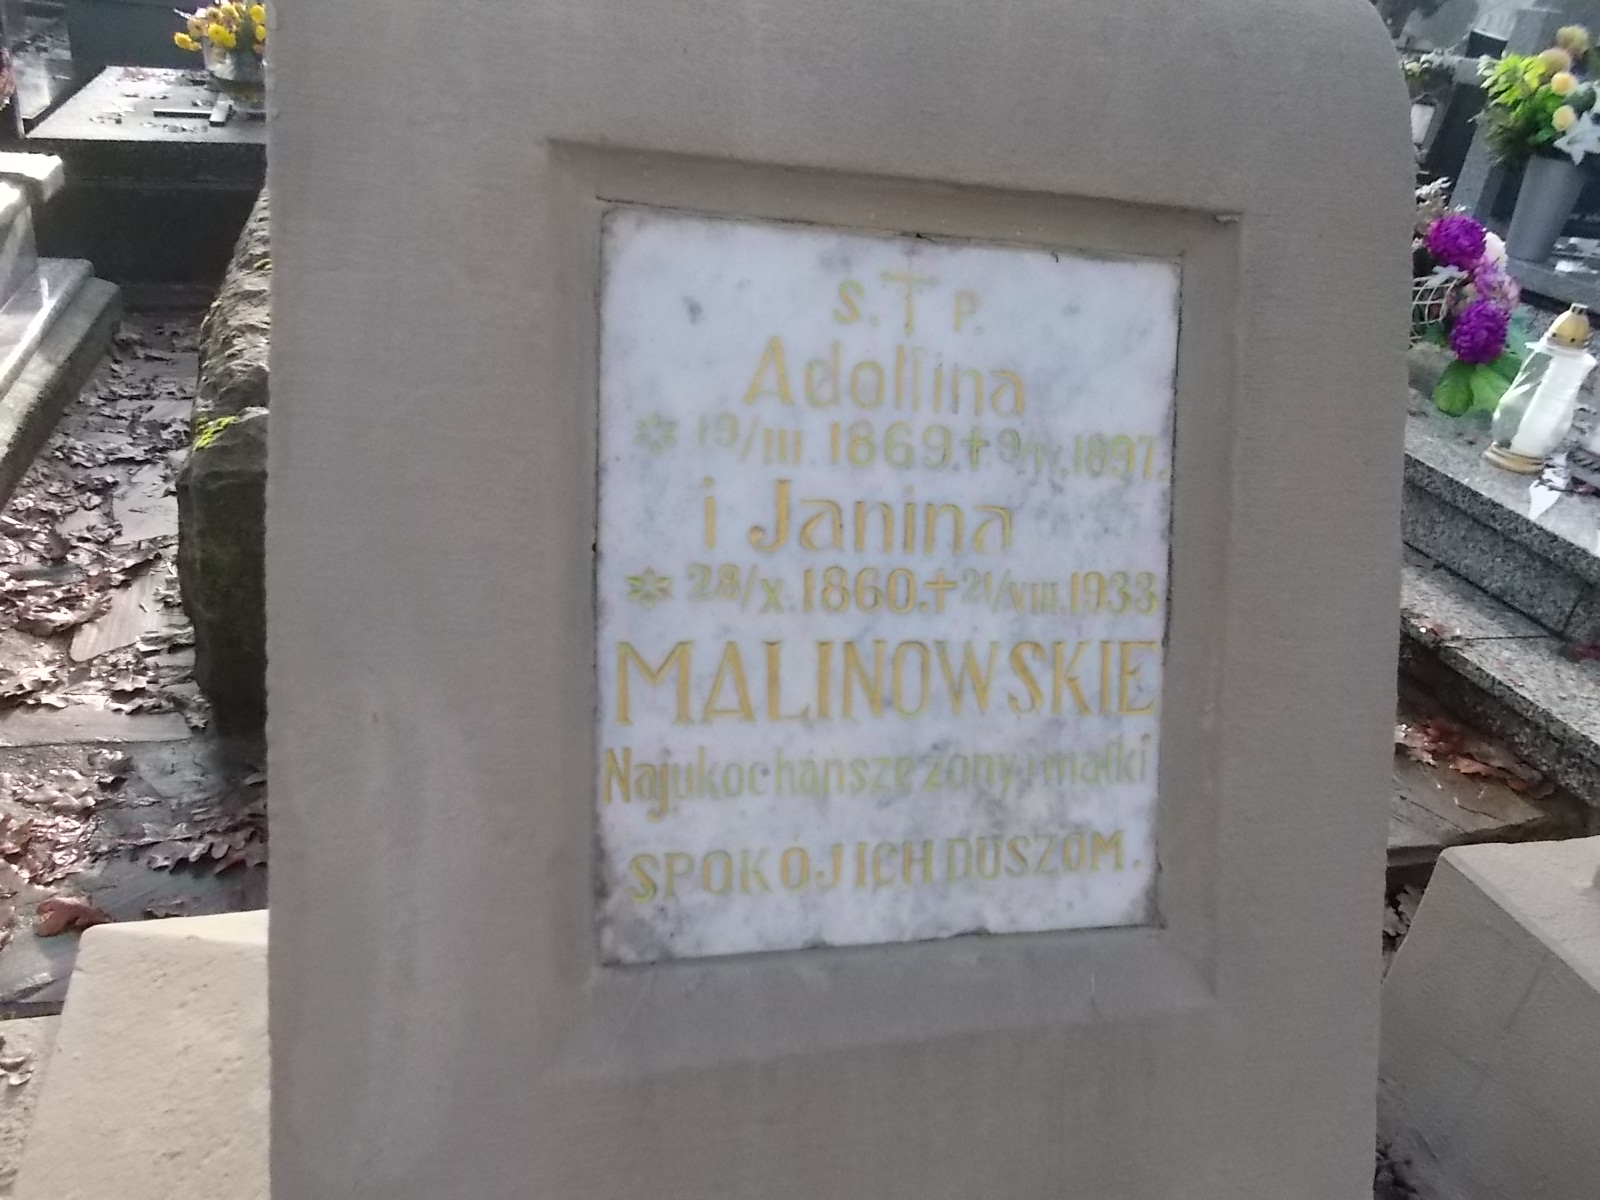 S. † P.
Adolfina
* 19/III 1869. † 9/IV. 1897.
i Janina
* 28/X. 1860. † 21/VIII. 1933
MALINOWSKIE
Najukochańsze żony i matki
SPOKOJ ICH DUSZOM.